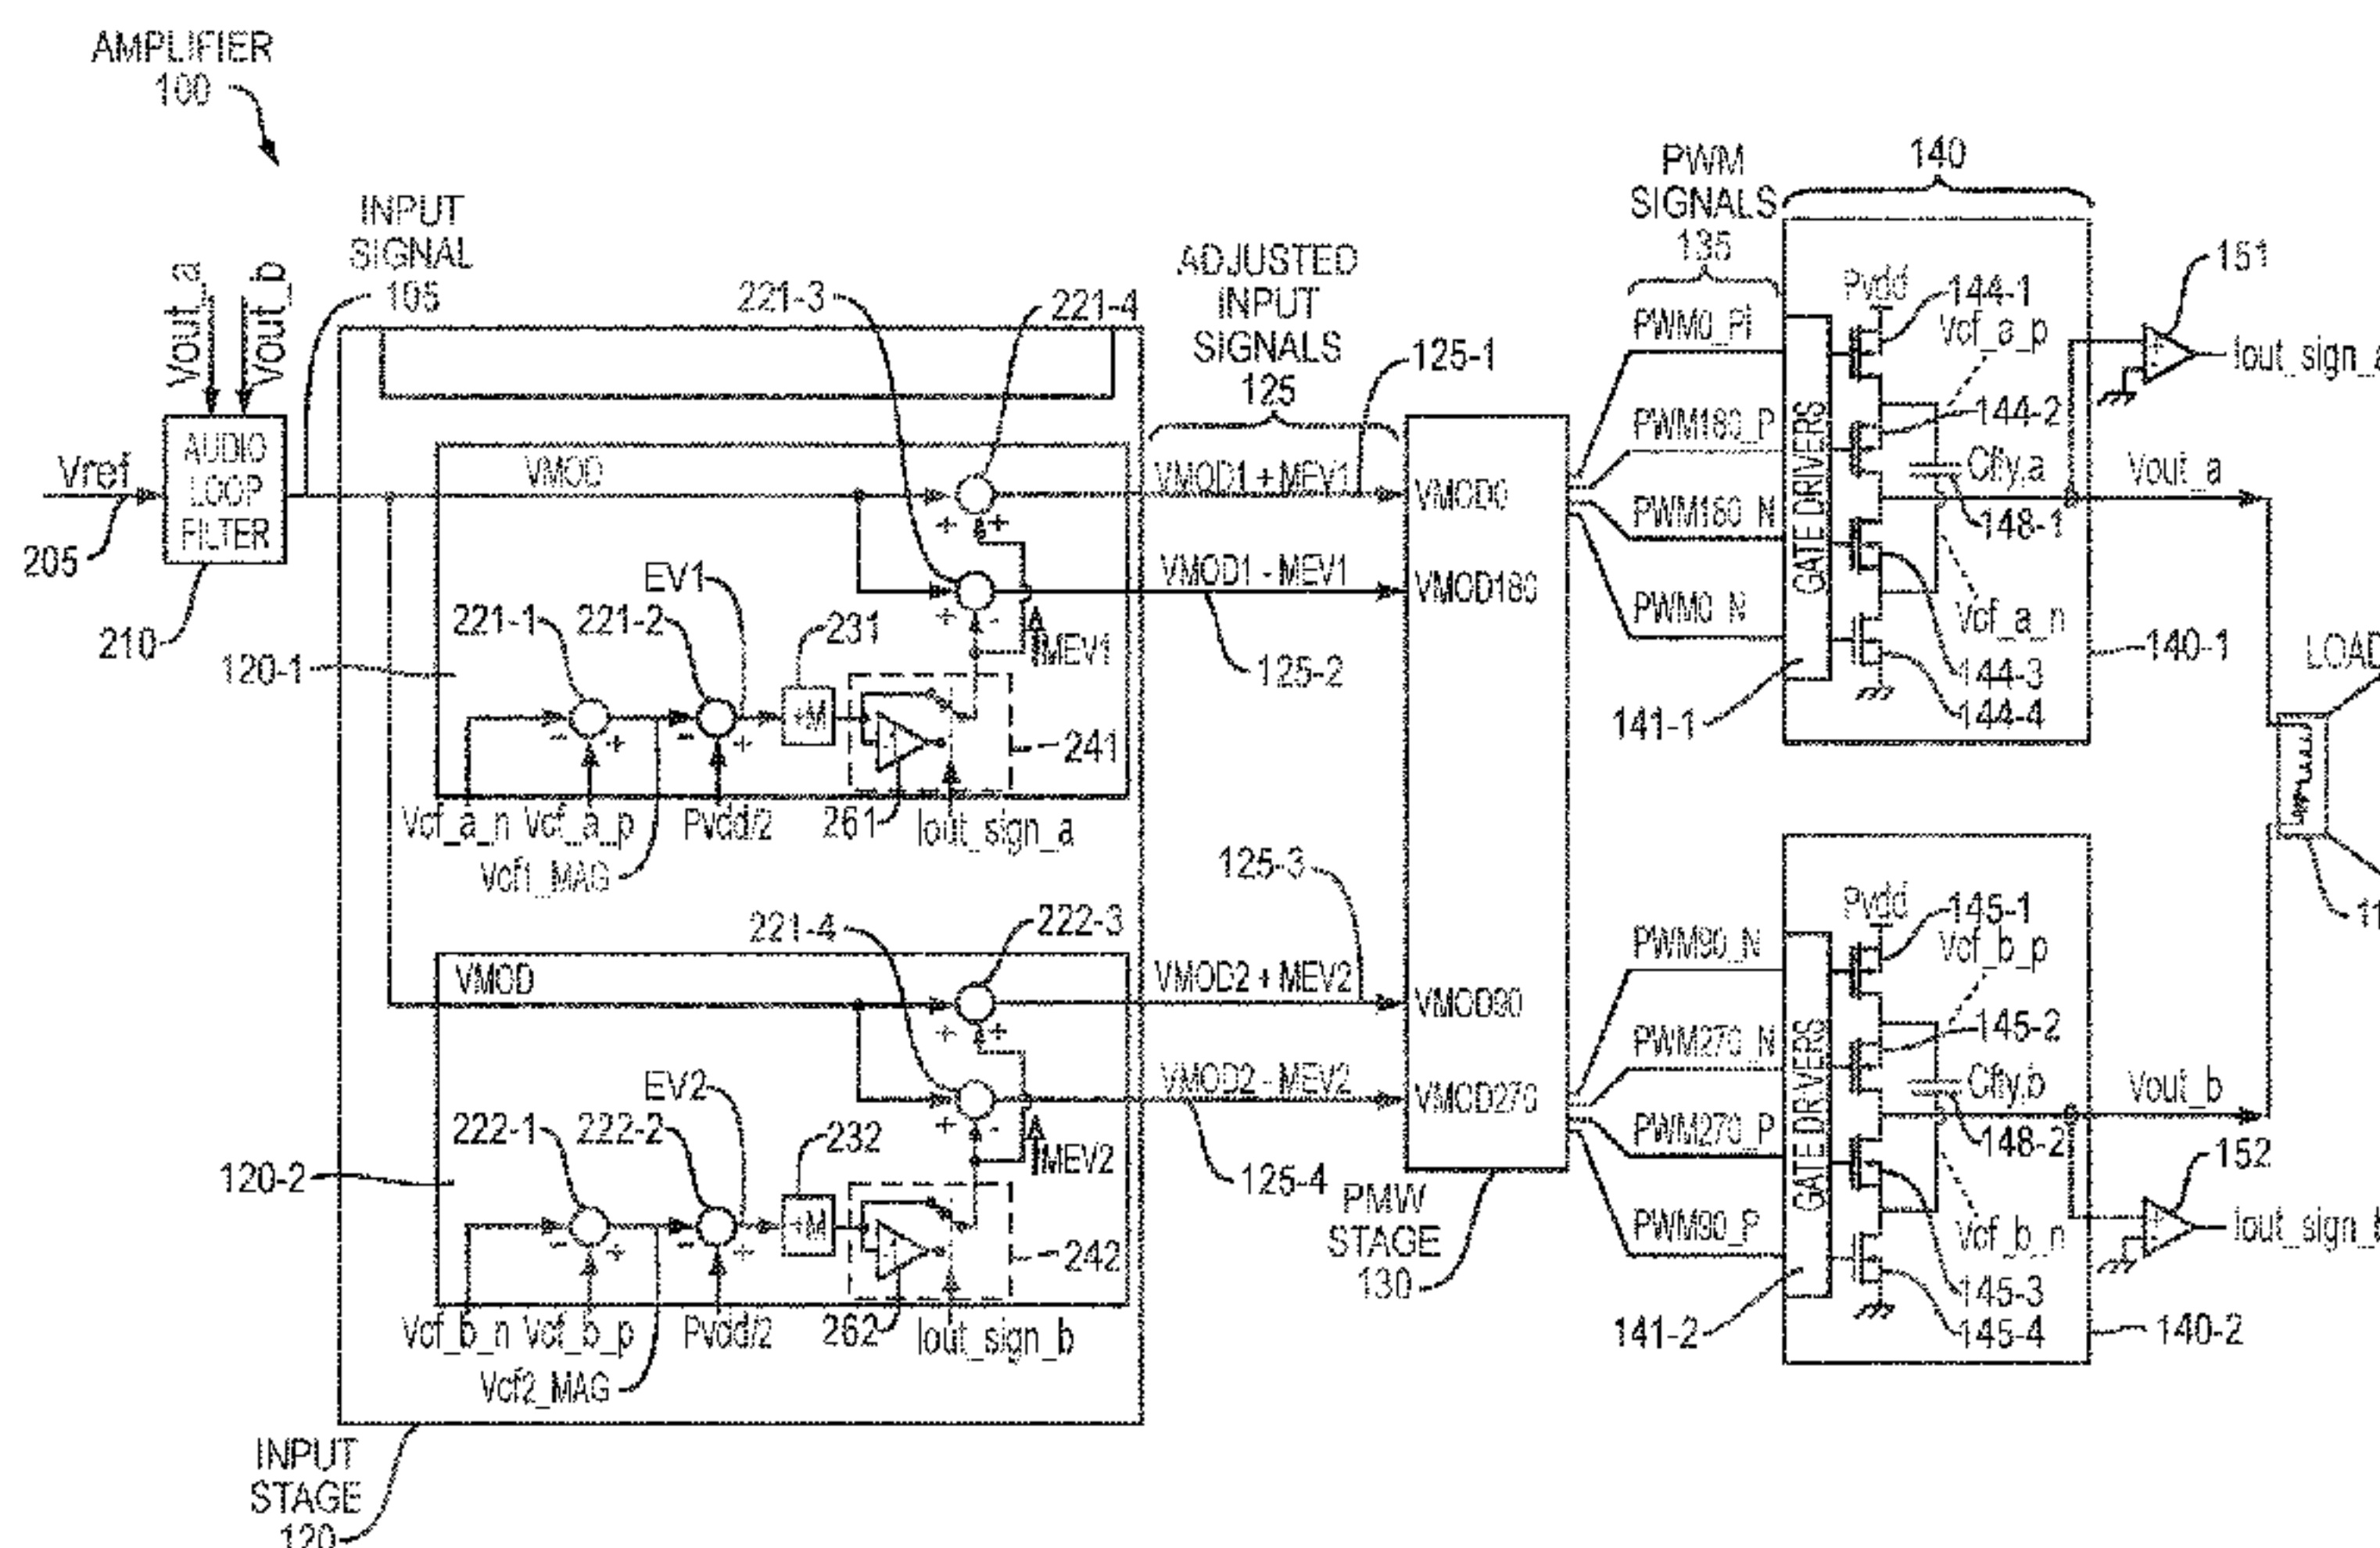 AMPLIFIER
100
INPUT
SIGNAL
105
Vout_a
Vout_b
Vref
205
AUDIO
LOOP
FILTER
210
221-3
221-4
ADJUSTED
INPUT
SIGNALS
125
125-1
VMOD
VMOD1 + MEV1
VMOD1 - MEV1
125-2
EV1
221-1
221-2
231
÷M
MEV1
120-1
-1
241
261
Vcf_a_n
Vcf_a_p
Pvdd/2
Iout_sign_a
Vcf1_MAG
125-3
221-4
222-3
VMOD
VMOD2 + MEV2
VMOD2 - MEV2
125-4
EV2
222-1
222-2
232
÷M
MEV2
120-2
-1
242
262
Vcf_b_n
Vcf_b_p
Pvdd/2
Iout_sign_b
Vcf2_MAG
INPUT
STAGE
120
VMOD0
VMOD180
VMOD90
VMOD270
PMW
STAGE
130
PWM
SIGNALS
135
PWM0_P
PWM180_P
PWM180_N
PWM0_N
PWM90_N
PWM270_N
PWM270_P
PWM90_P
140
GATE DRIVERS
141-1
Pvdd
144-1
Vcf_a_p
144-2
Cfly,a
148-1
Vcf_a_n
144-3
144-4
140-1
151
Iout_sign_a
Vout_a
LOAD
11
GATE DRIVERS
141-2
Pvdd
145-1
Vcf_b_p
145-2
Cfly,b
148-2
Vcf_b_n
145-3
145-4
140-2
Vout_b
152
Iout_sign_b